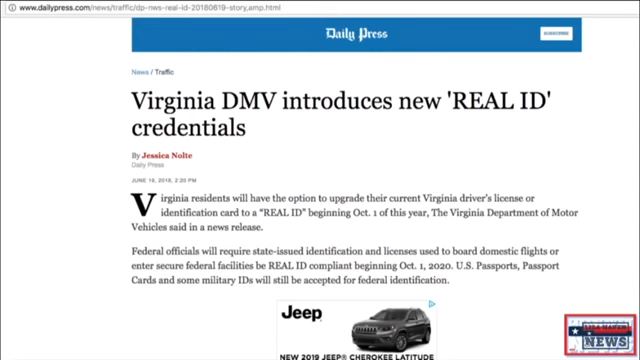 www.dailypress.com/news/traffic/dp-nws-real-id-20180619-story,amp.html
Daily Press
SUBSCRIBE
News / Traffic
Virginia DMV introduces new 'REAL ID'
credentials
By Jessica Nolte
Daily Press
JUNE 19, 2018, 2:20 PM
Virginia residents will have the option to upgrade their current Virginia driver's license or
identification card to a “REAL ID” beginning Oct. 1 of this year, The Virginia Department of Motor
Vehicles said in a news release.
Federal officials will require state-issued identification and licenses used to board domestic flights or
enter secure federal facilities be REAL ID compliant beginning Oct. 1, 2020. U.S. Passports, Passport
Cards and some military IDs will still be accepted for federal identification.
Jeep
NEW 2019 JEEP® CHEROKEE LATITUDE
NEWS